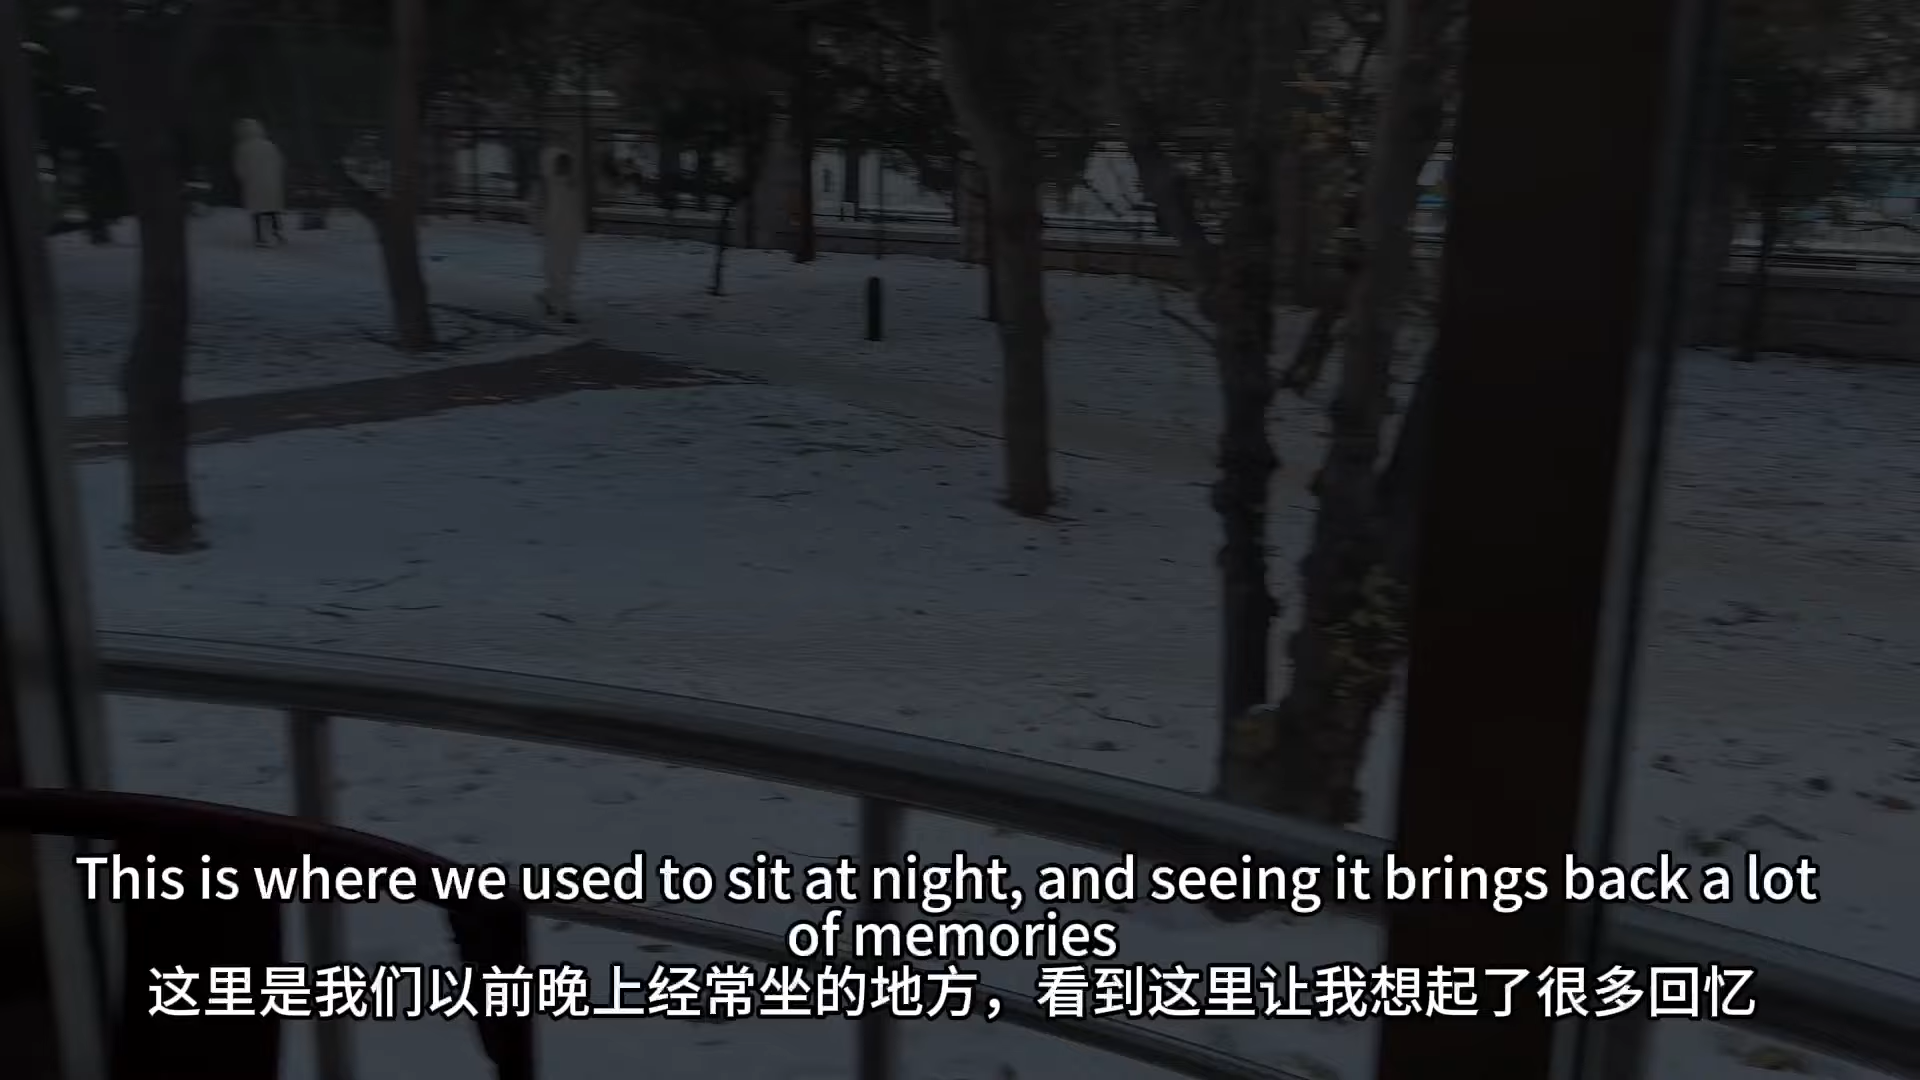 This is where we used to sit at night, and seeing it brings back a lot
of memories
这里是我们以前晚上经常坐的地方，看到这里让我想起了很多回忆